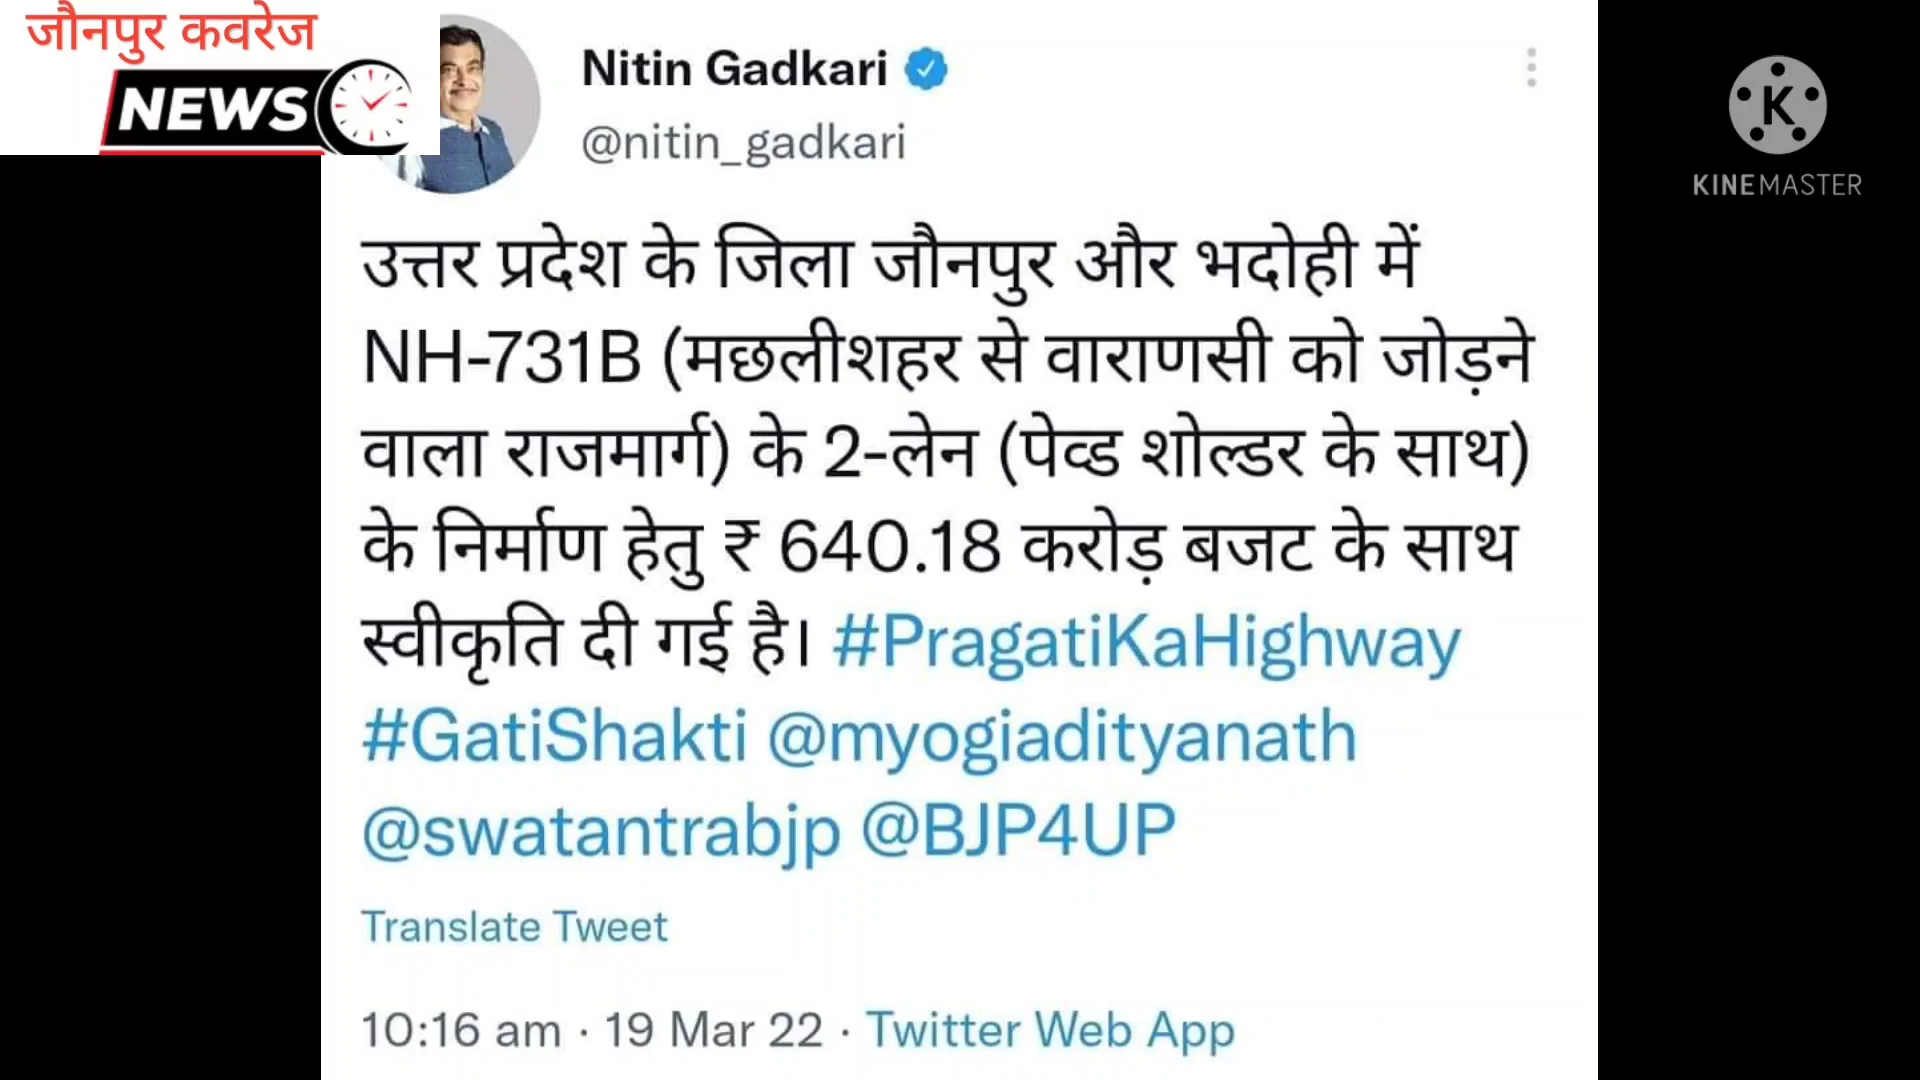 जौनपुर कवरेज
NEWS
Nitin Gadkari
@nitin_gadkari
K
KINEMASTER
उत्तर प्रदेश के जिला जौनपुर और भदोही में
NH-731B (मछलीशहर से वाराणसी को जोड़ने
वाला राजमार्ग) के 2-लेन (पेव्ड शोल्डर के साथ)
के निर्माण हेतु ₹ 640.18 करोड़ बजट के साथ
स्वीकृति दी गई है। #PragatiKaHighway
#GatiShakti @myogiadityanath
@swatantrabjp @BJP4UP
Translate Tweet
10:16 am · 19 Mar 22 · Twitter Web App